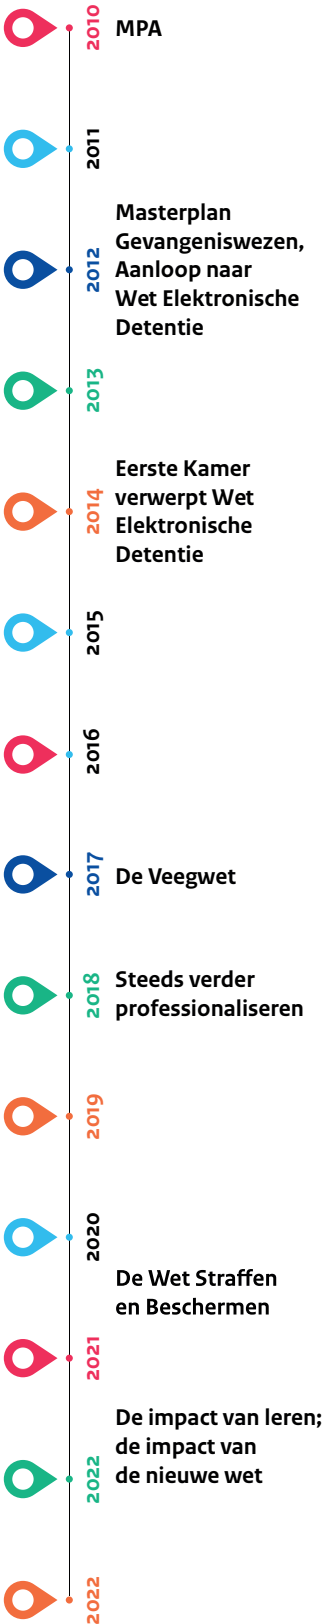 2010
MPA
2011
Masterplan
Gevangeniswezen,
Aanloop naar
2012
Wet Elektronische
Detentie
2013
Eerste Kamer
2014
verwerpt Wet
Elektronische
Detentie
2015
2016
2017
De Veegwet
2018
Steeds verder
professionaliseren
2019
2020
De Wet Straffen
en Beschermen
2021
De impact van leren;
de impact van
de nieuwe wet
2022
2022